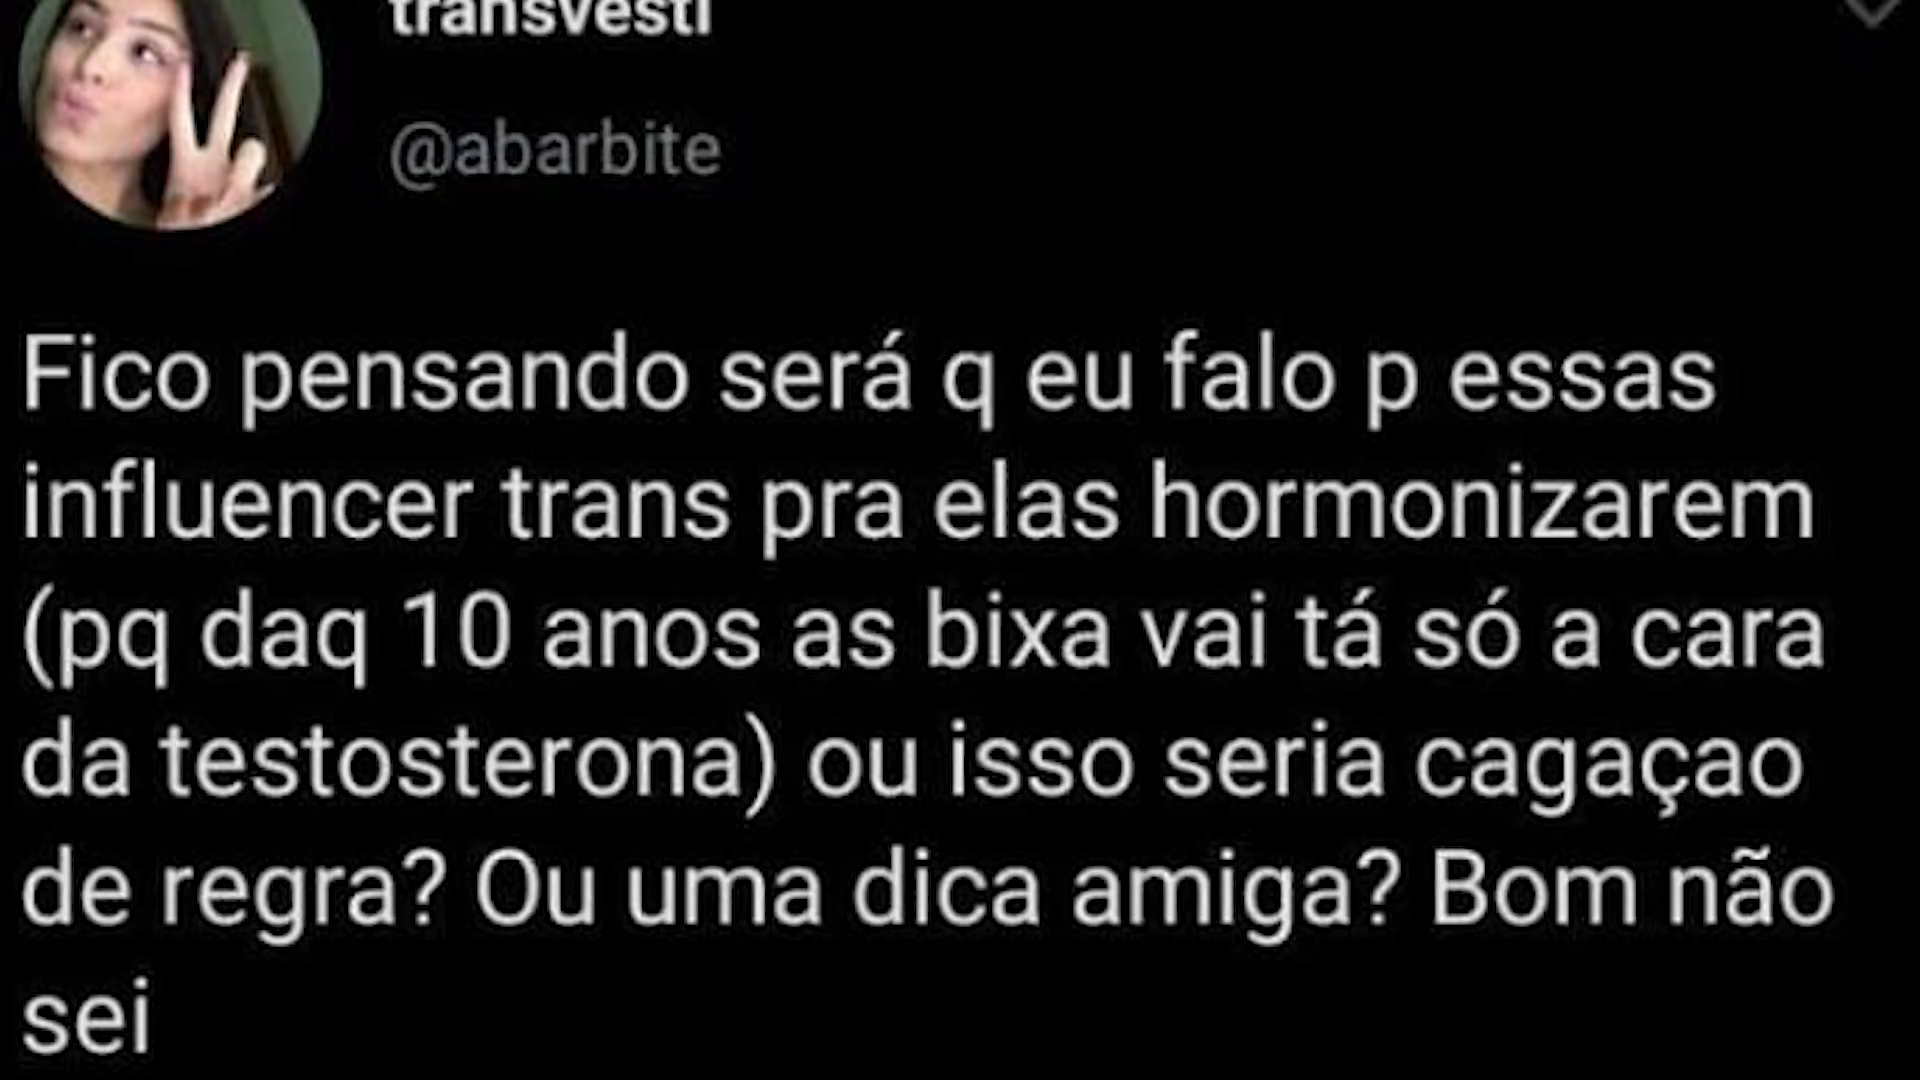 transvesti
@abarbite
Fico pensando será q eu falo p essas
influencer trans pra elas hormonizarem
(pq daq 10 anos as bixa vai tá só a cara
da testosterona) ou isso seria cagaçao
de regra? Ou uma dica amiga? Bom não
sei